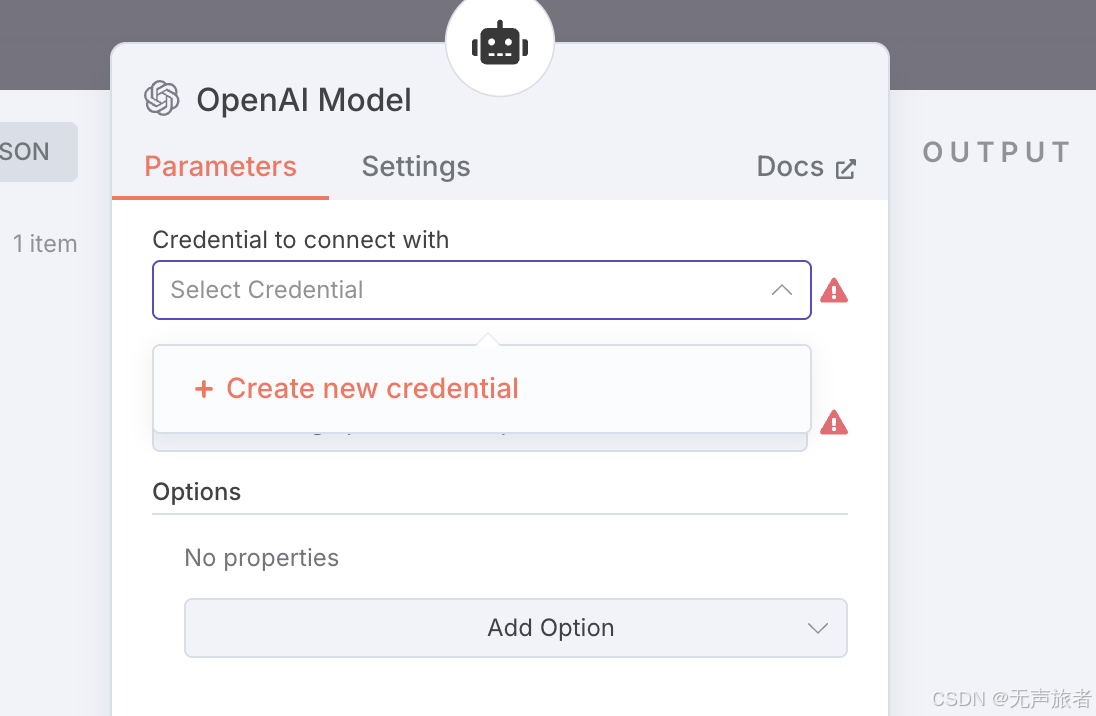 OpenAI Model
Parameters
Settings
Docs
SON
OUTPUT
1 item
Credential to connect with
Select Credential
+ Create new credential
Options
No properties
Add Option
CSDN @无声旅者